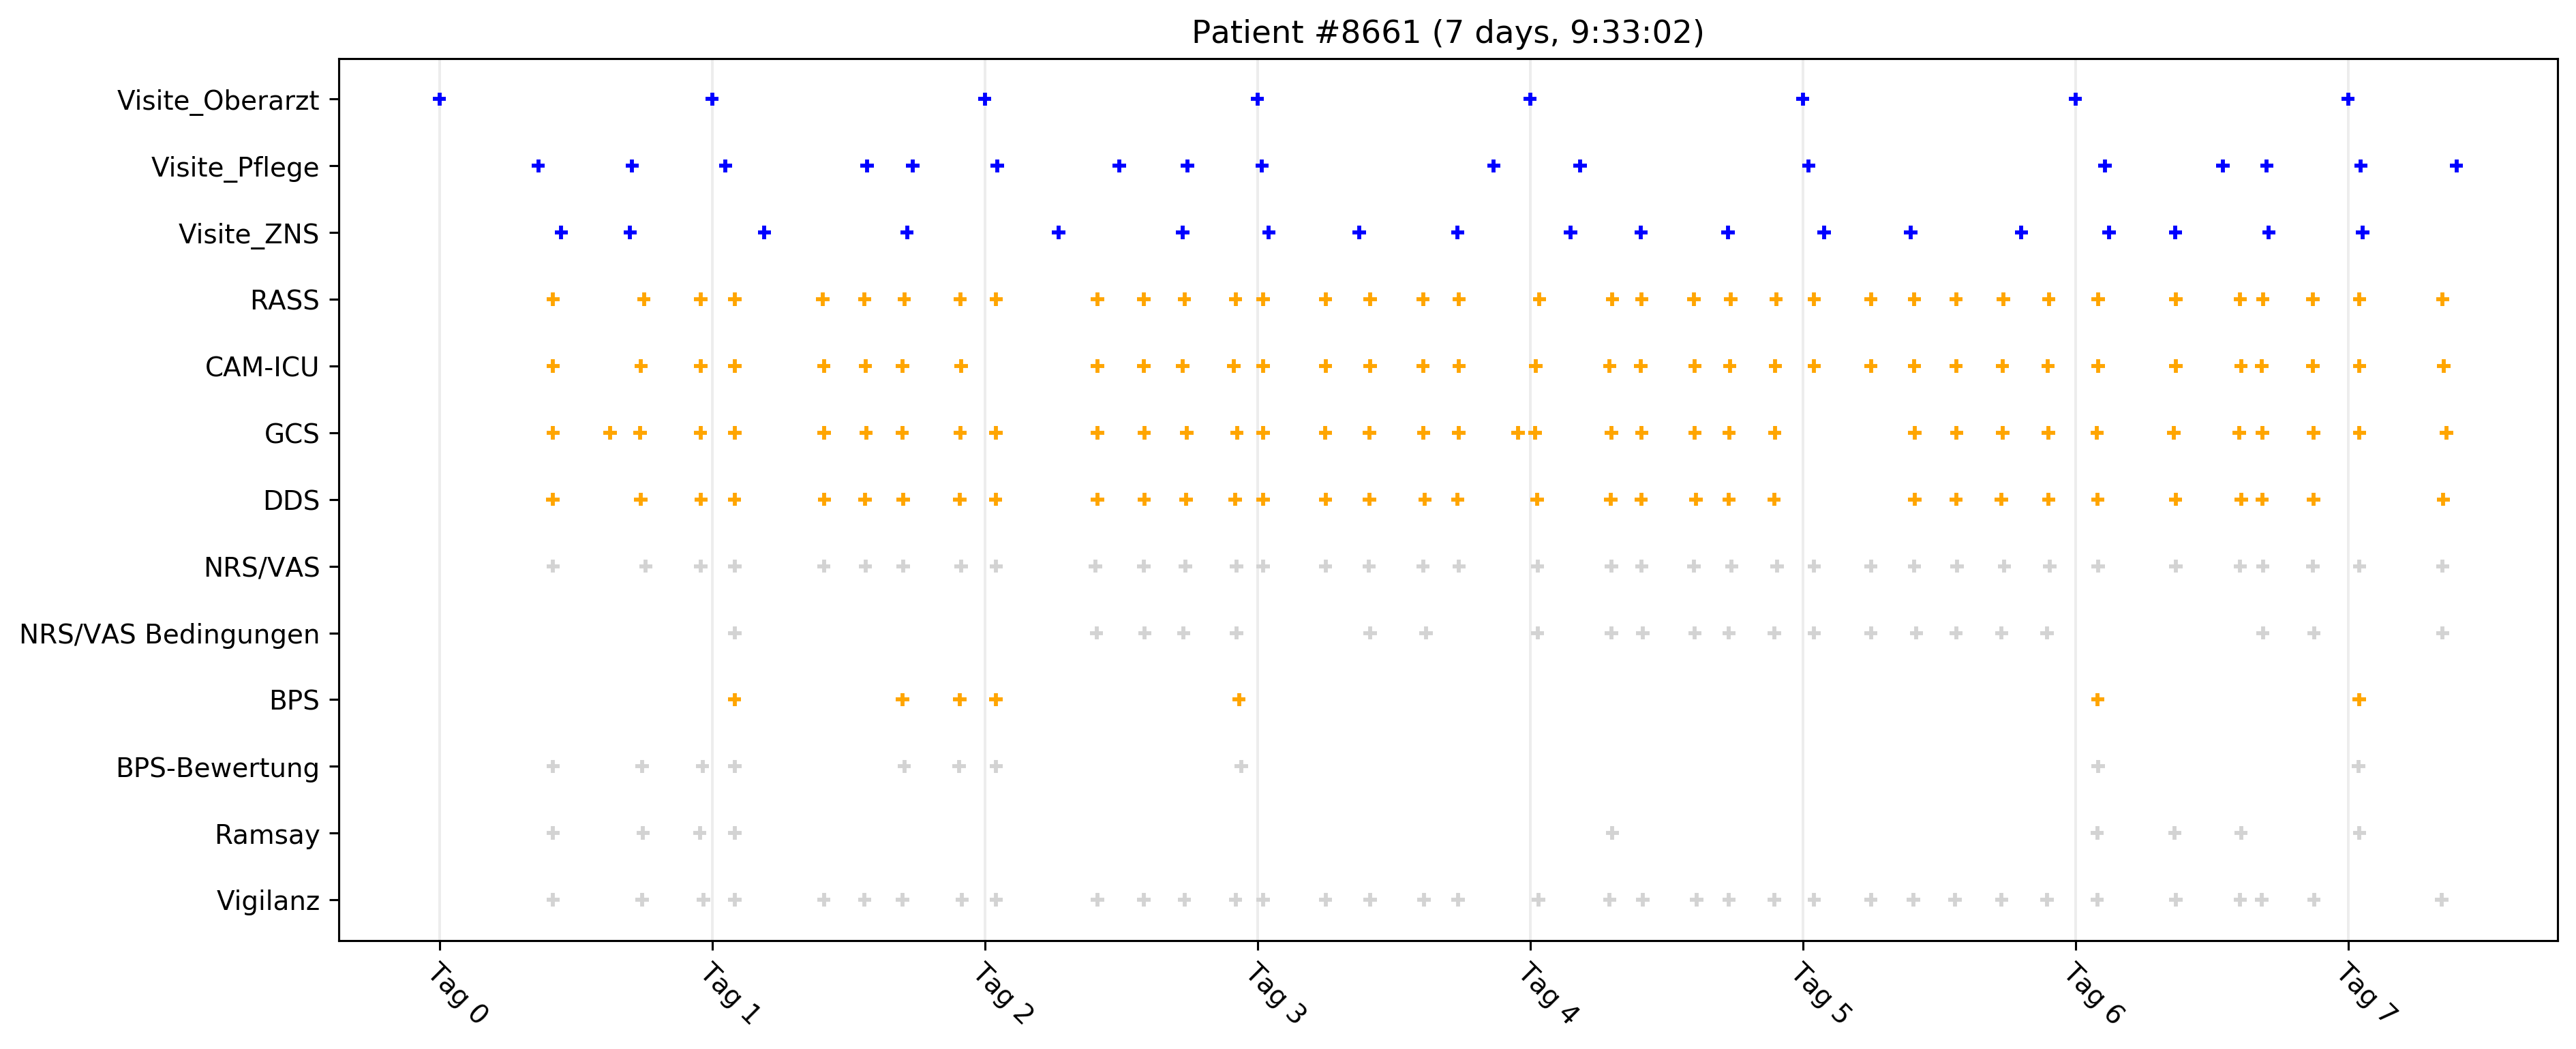 Patient #8661 (7 days, 9:33:02)
Visite_Oberarzt
Visite_Pflege
Visite_ZNS
RASS
CAM-ICU
GCS
DDS
NRS/VAS
NRS/VAS Bedingungen
BPS
BPS-Bewertung
Ramsay
Vigilanz
Tag 0
Tag 1
Tag 2
Tag 3
Tag 4
Tag 5
Tag 6
Tag 7